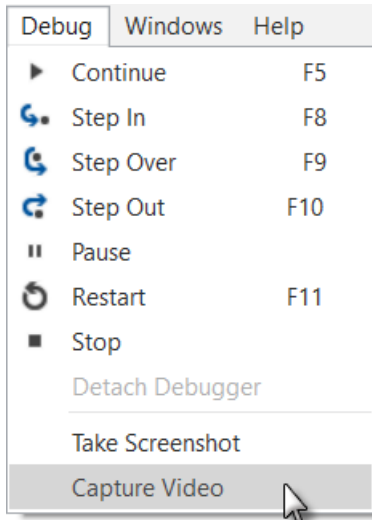 Debug Windows Help
Continue F5
Step In F8
Step Over F9
Step Out F10
Pause
Restart F11
Stop
Detach Debugger
Take Screenshot
Capture Video